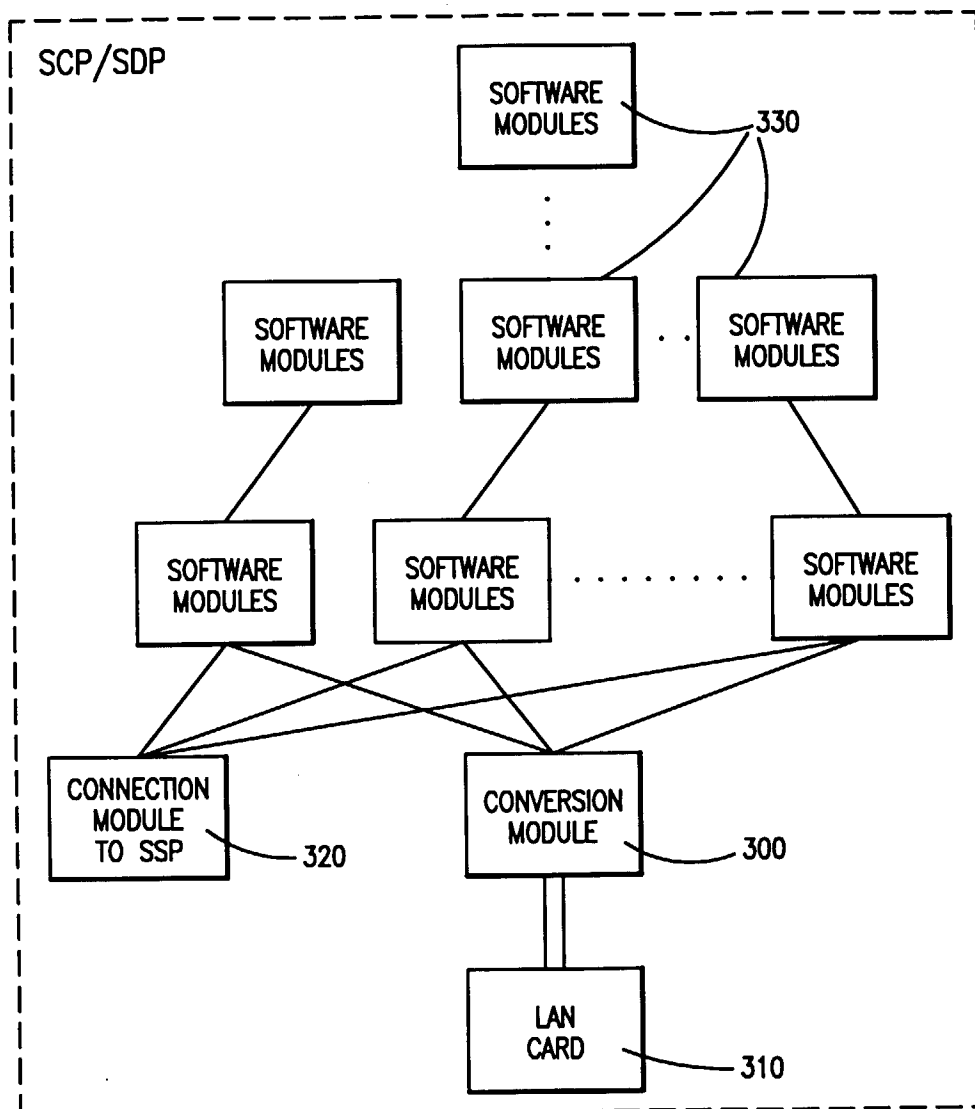 SCP/SDP
SOFTWARE
MODULES
330
SOFTWARE
MODULES
SOFTWARE
MODULES
SOFTWARE
MODULES
SOFTWARE
MODULES
SOFTWARE
MODULES
SOFTWARE
MODULES
CONNECTION
MODULE
TO SSP
320
CONVERSION
MODULE
300
LAN
CARD
310